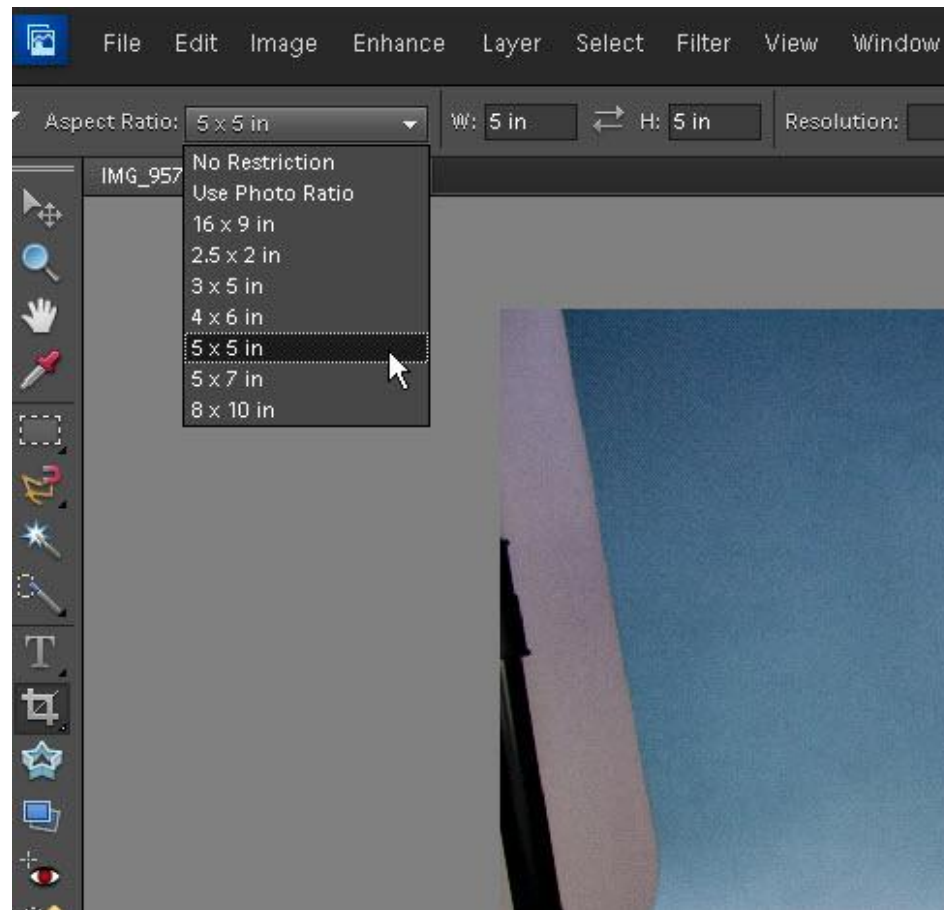 File Edit Image Enhance Layer Select Filter View Window
Aspect Ratio: 5 x 5 in W: 5 in H: 5 in Resolution:
IMG_957
No Restriction
Use Photo Ratio
16 x 9 in
2.5 x 2 in
3 x 5 in
4 x 6 in
5 x 5 in
5 x 7 in
8 x 10 in
T